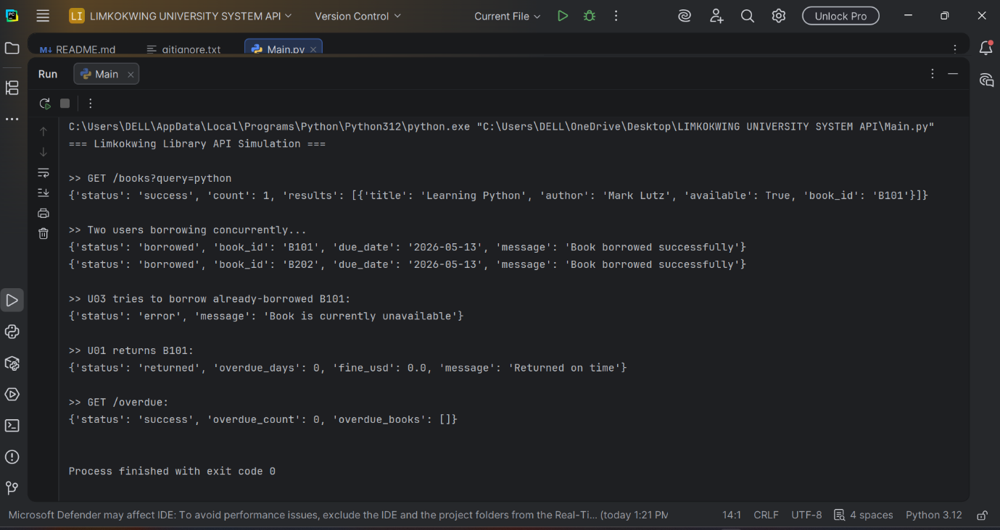 LI LIMKOKWING UNIVERSITY SYSTEM API Version Control Current File Unlock Pro
README.md gitignore.txt Main.py
Run Main
C:\Users\DELL\AppData\Local\Programs\Python\Python312\python.exe "C:\Users\DELL\OneDrive\Desktop\LIMKOKWING UNIVERSITY SYSTEM API\Main.py"
=== Limkokwing Library API Simulation ===
>> GET /books?query=python
{'status': 'success', 'count': 1, 'results': [{'title': 'Learning Python', 'author': 'Mark Lutz', 'available': True, 'book_id': 'B101'}]}
>> Two users borrowing concurrently...
{'status': 'borrowed', 'book_id': 'B101', 'due_date': '2026-05-13', 'message': 'Book borrowed successfully'}
{'status': 'borrowed', 'book_id': 'B202', 'due_date': '2026-05-13', 'message': 'Book borrowed successfully'}
>> U03 tries to borrow already-borrowed B101:
{'status': 'error', 'message': 'Book is currently unavailable'}
>> U01 returns B101:
{'status': 'returned', 'overdue_days': 0, 'fine_usd': 0.0, 'message': 'Returned on time'}
>> GET /overdue:
{'status': 'success', 'overdue_count': 0, 'overdue_books': []}
Process finished with exit code 0
Microsoft Defender may affect IDE: To avoid performance issues, exclude the IDE and the project folders from the Real-Ti... (today 1:21 PM 14:1 CRLF UTF-8 4 spaces Python 3.12